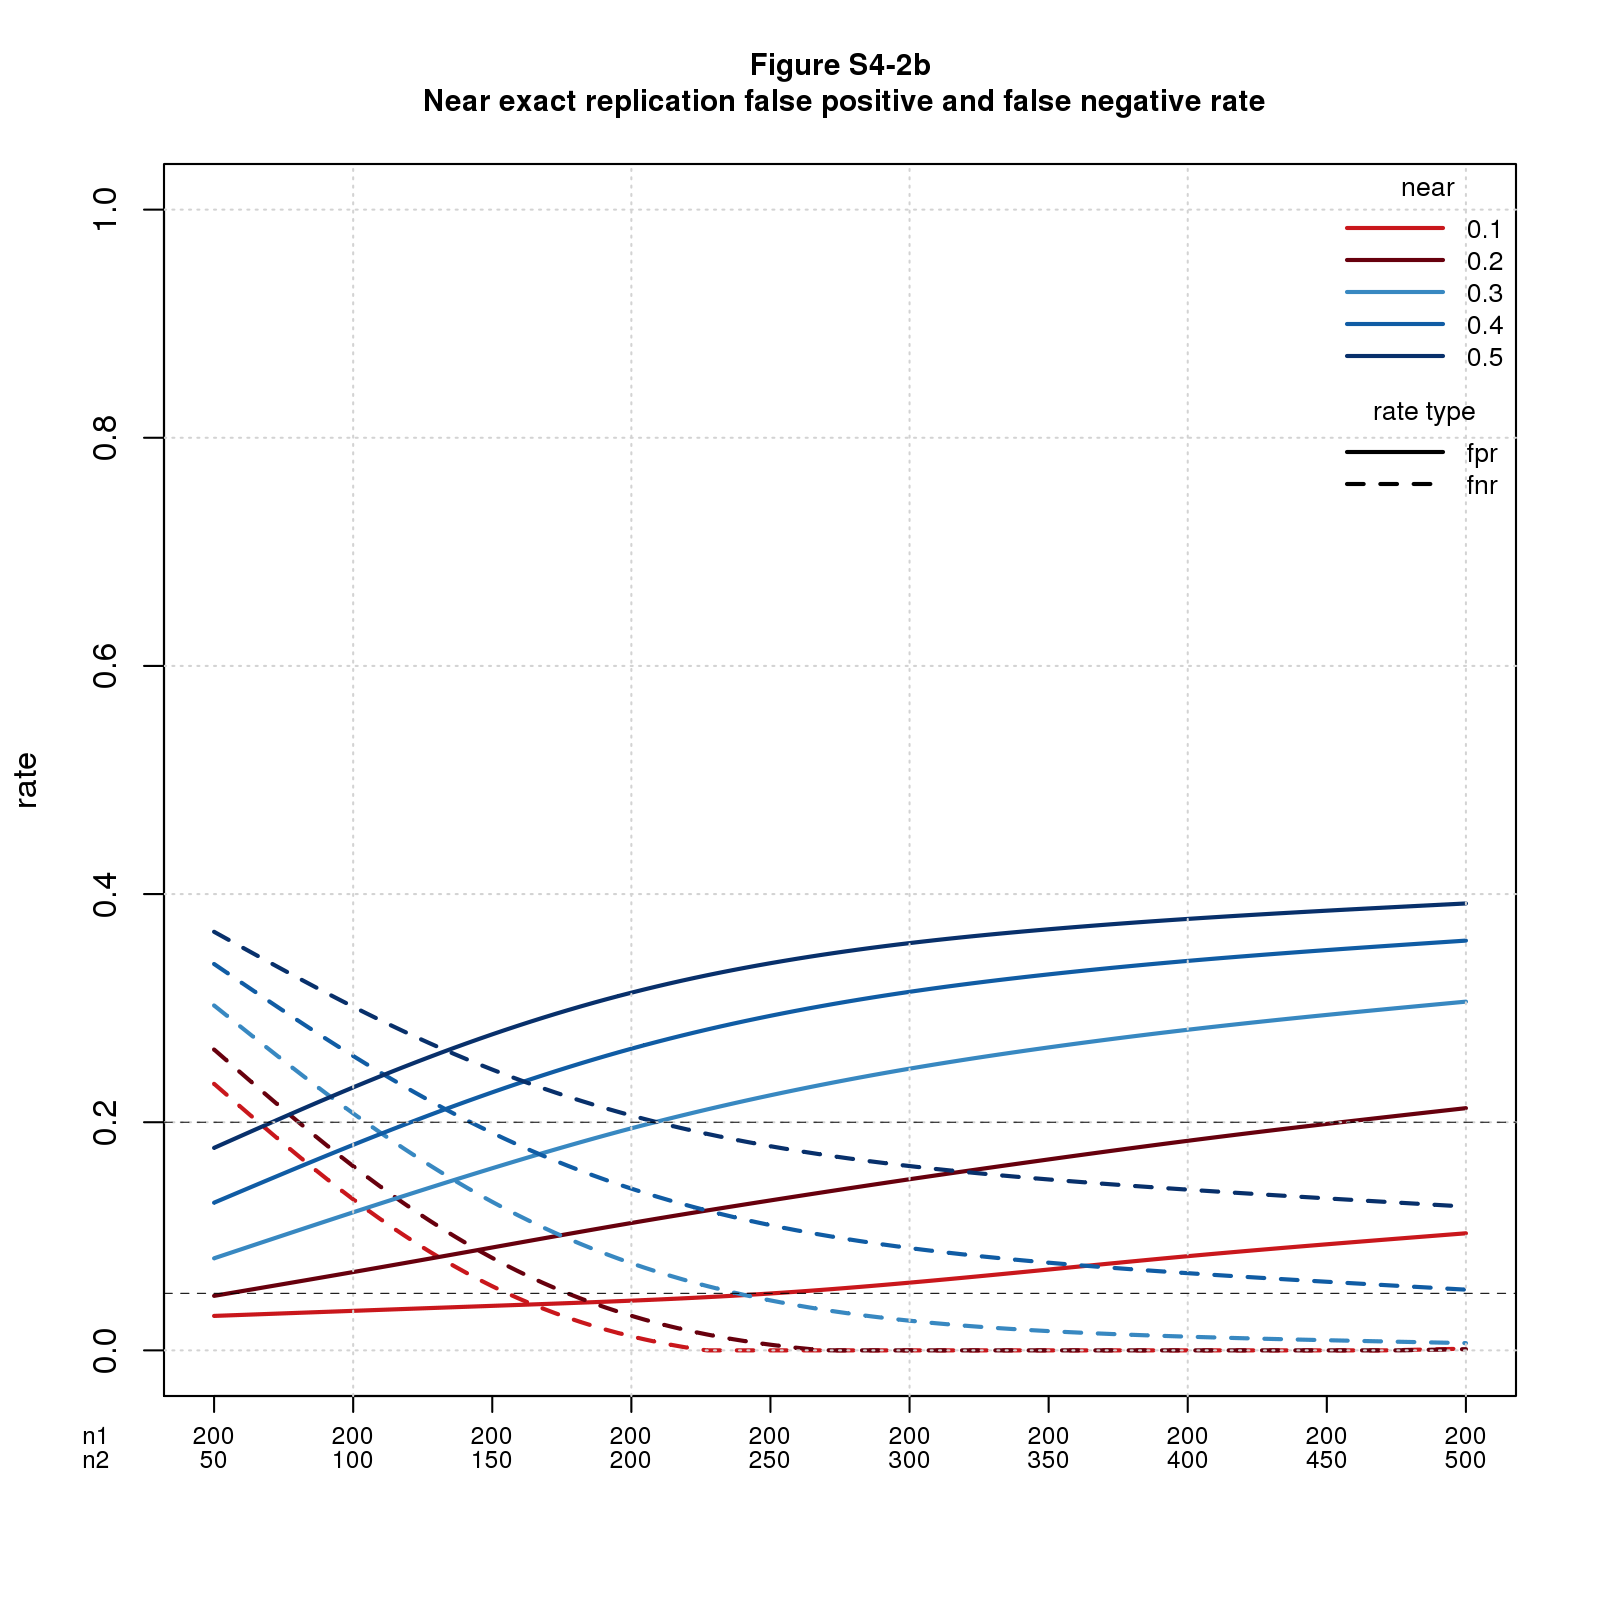 Figure S4-2b
Near exact replication false positive and false negative rate
near
0.1
0.2
0.3
0.4
0.5
rate type
fpr
fnr
rate
1.0
0.8
0.6
0.4
0.2
0.0
n1 200 200 200 200 200 200 200 200 200 200
n2 50 100 150 200 250 300 350 400 450 500